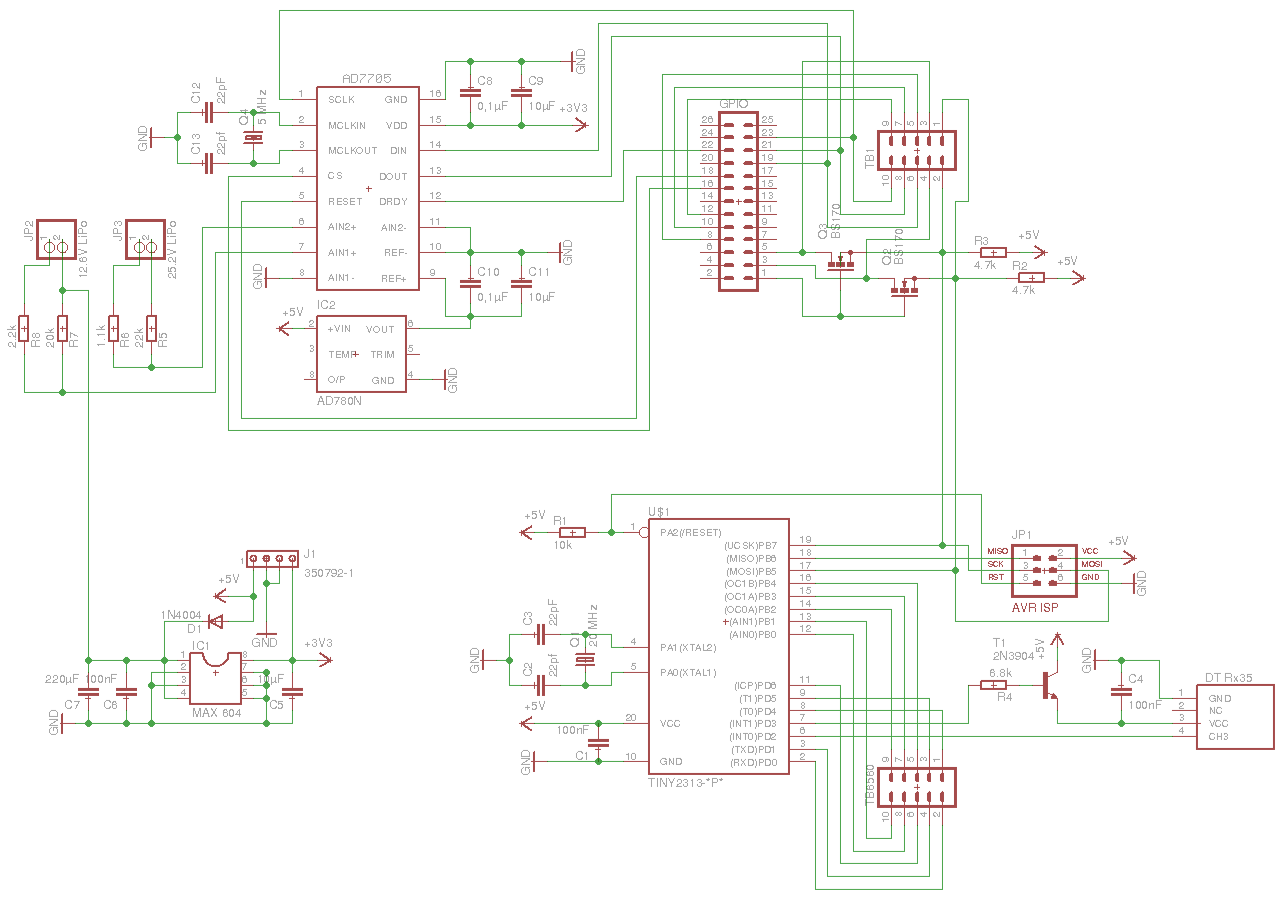 AD7705
1 SCLK GND 16
2 MCLKIN VDD 15
3 MCLKOUT DIN 14
4 CS DOUT 13
5 RESET DRDY 12
6 AIN2+ AIN2- 11
7 AIN1+ REF- 10
8 AIN1- REF+ 9
GND
C12
22pF
C13
22pf
Q4
5 MHz
GND
C8
0,1µF
C9
10µF
GND
+3V3
C10
0,1µF
C11
10µF
GND
JP2
1 2
12.6V LiPo
JP3
1 2
25.2V LiPo
2.2k
R8
20k
R7
1.1k
R6
22k
R5
IC2
+5V
2 +VIN VOUT 6
3 TEMP TRIM 5
8 O/P GND 4
GND
AD780N
GPIO
26 25
24 23
22 21
20 19
18 17
16 15
14 13
12 11
10 9
8 7
6 5
4 3
2 1
TB1
9 7 5 3 1
10 8 6 4 2
Q3
BS170
Q2
BS170
R3
4.7k
+5V
R2
4.7k
+5V
+5V
R1
10k
U$1
1 PA2(/RESET)
4 PA1(XTAL2)
5 PA0(XTAL1)
20 VCC
10 GND
(UCSK)PB7 19
(MISO)PB6 18
(MOSI)PB5 17
(OC1B)PB4 16
(OC1A)PB3 15
(OC0A)PB2 14
(AIN1)PB1 13
(AIN0)PB0 12
(ICP)PD6 11
(T1)PD5 9
(T0)PD4 8
(INT1)PD3 7
(INT0)PD2 6
(TXD)PD1 3
(RXD)PD0 2
TINY2313-*P*
GND
C3
22pF
C2
22pf
20 MHz
+5V
100nF
C1
GND
JP1
MISO 1 2 VCC
SCK 3 4 MOSI
RST 5 6 GND
AVR ISP
+5V
GND
T1
2N3904
+5V
6.8k
R4
GND
C4
100nF
DT Rx35
1 GND
2 NC
3 VCC
4 CH3
TB6560
9 7 5 3 1
10 8 6 4 2
1
J1
350792-1
+5V
1N4004
D1
GND
+3V3
IC1
1 8
2 7
3 6
4 5
MAX 604
220µF
C7
100nF
C6
10µF
C5
GND